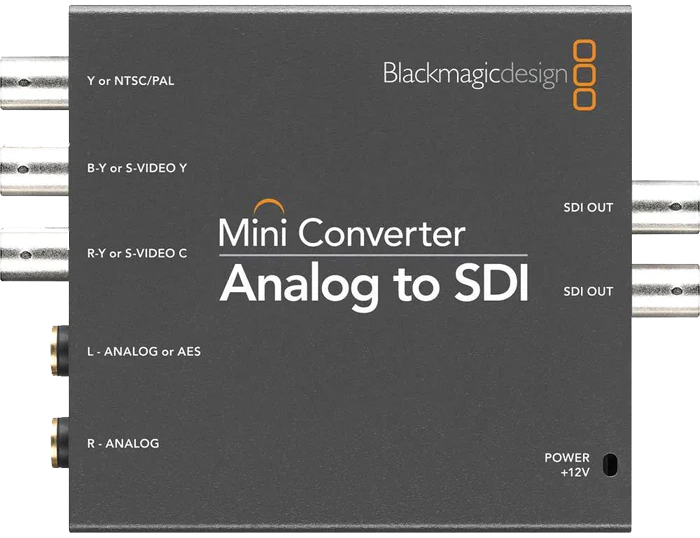 Blackmagicdesign
Y or NTSC/PAL
B-Y or S-VIDEO Y
R-Y or S-VIDEO C
L - ANALOG or AES
R - ANALOG
Mini Converter
Analog to SDI
SDI OUT
SDI OUT
POWER
+12V